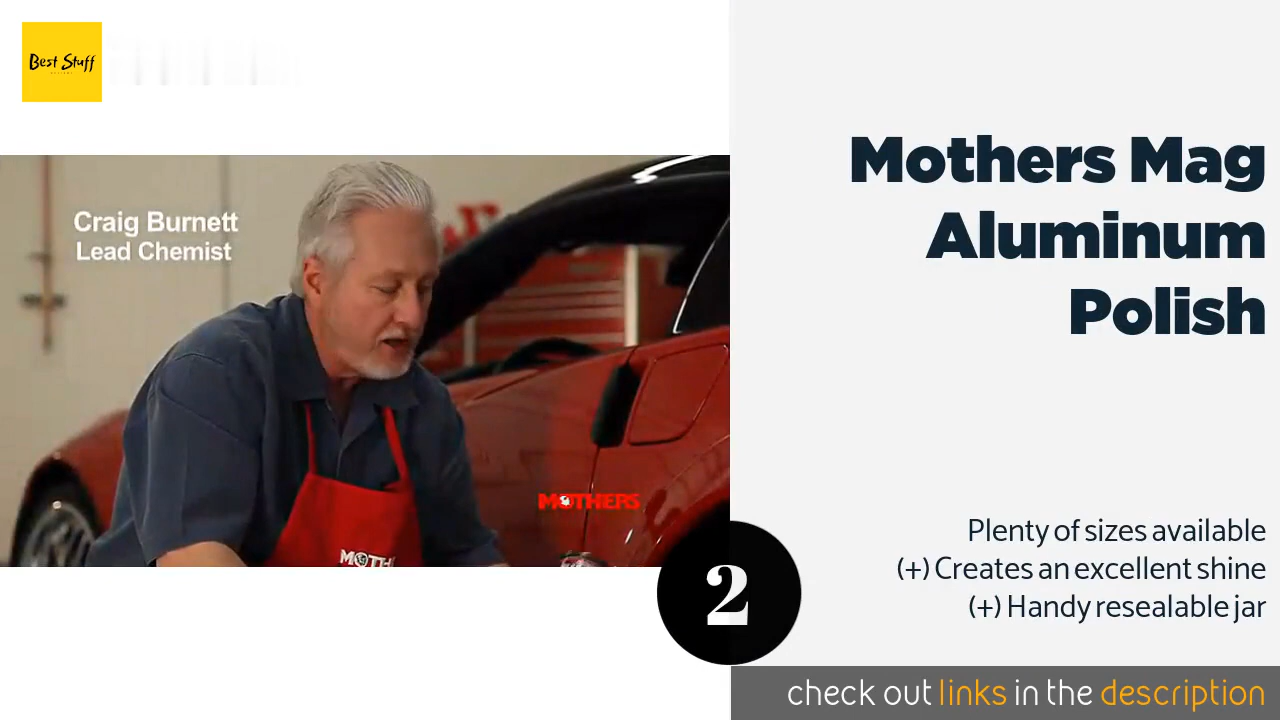 Best Stuff
Mothers Mag
Aluminum
Polish
Craig Burnett
Lead Chemist
MOTHERS
MOTH
2
Plenty of sizes available
(+) Creates an excellent shine
(+) Handy resealable jar
check out links in the description